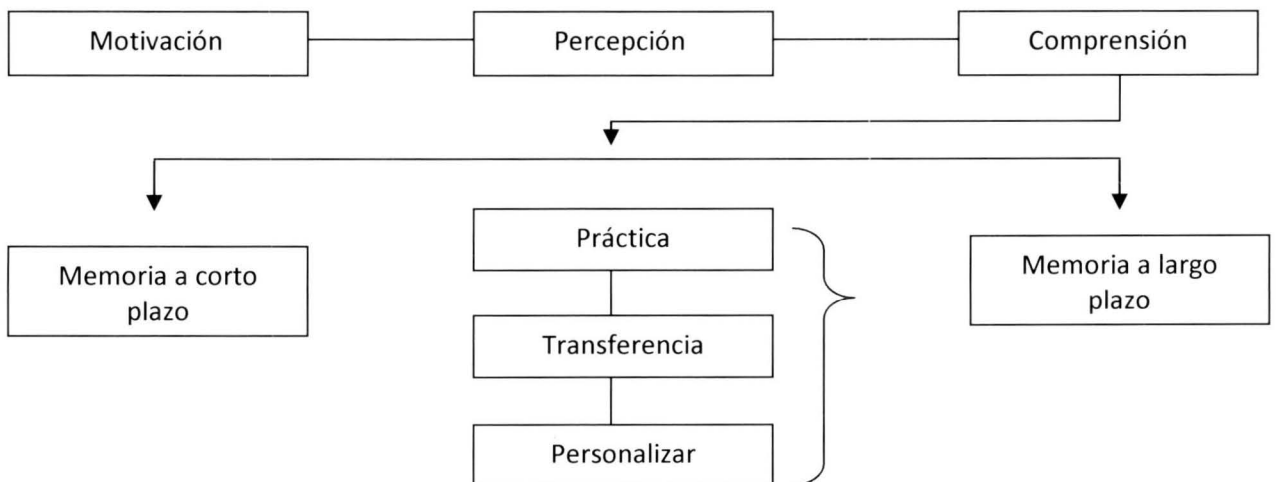 Motivación
Percepción
Comprensión
Memoria a corto
plazo
Práctica
Transferencia
Personalizar
Memoria a largo
plazo